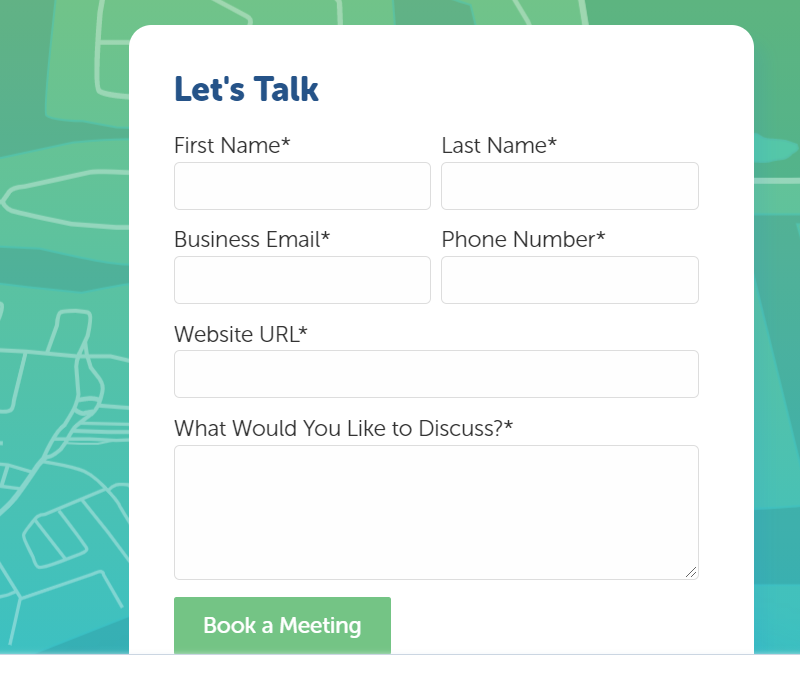 Let's Talk
First Name* Last Name*
Business Email* Phone Number*
Website URL*
What Would You Like to Discuss?*
Book a Meeting